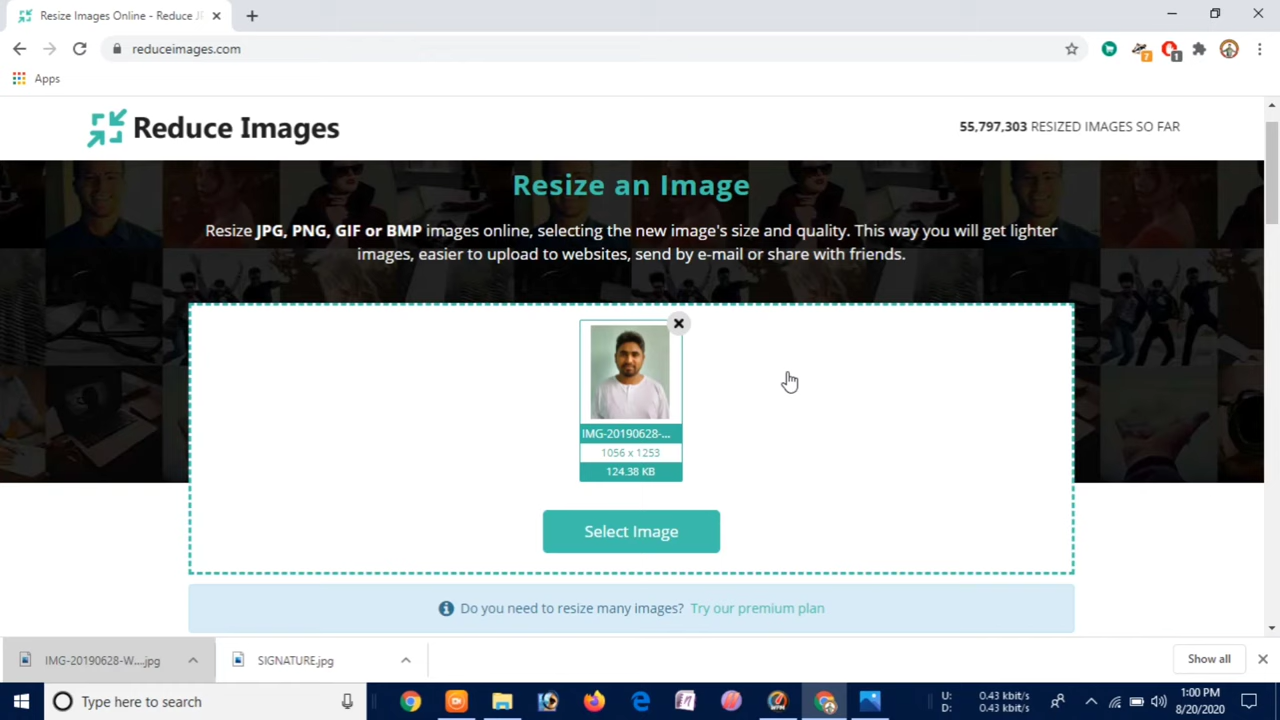 Resize Images Online - Reduce J
reduceimages.com
Apps
Reduce Images
55,797,303 RESIZED IMAGES SO FAR
Resize an Image
Resize JPG, PNG, GIF or BMP images online, selecting the new image's size and quality. This way you will get lighter
images, easier to upload to websites, send by e-mail or share with friends.
IMG-20190628-...
1056 x 1253
124.38 KB
Select Image
Do you need to resize many images? Try our premium plan
IMG-20190628-W....jpg
SIGNATURE.jpg
Show all
Type here to search
U: 0.43 kbit/s
D: 0.43 kbit/s
1:00 PM
8/20/2020
7
1